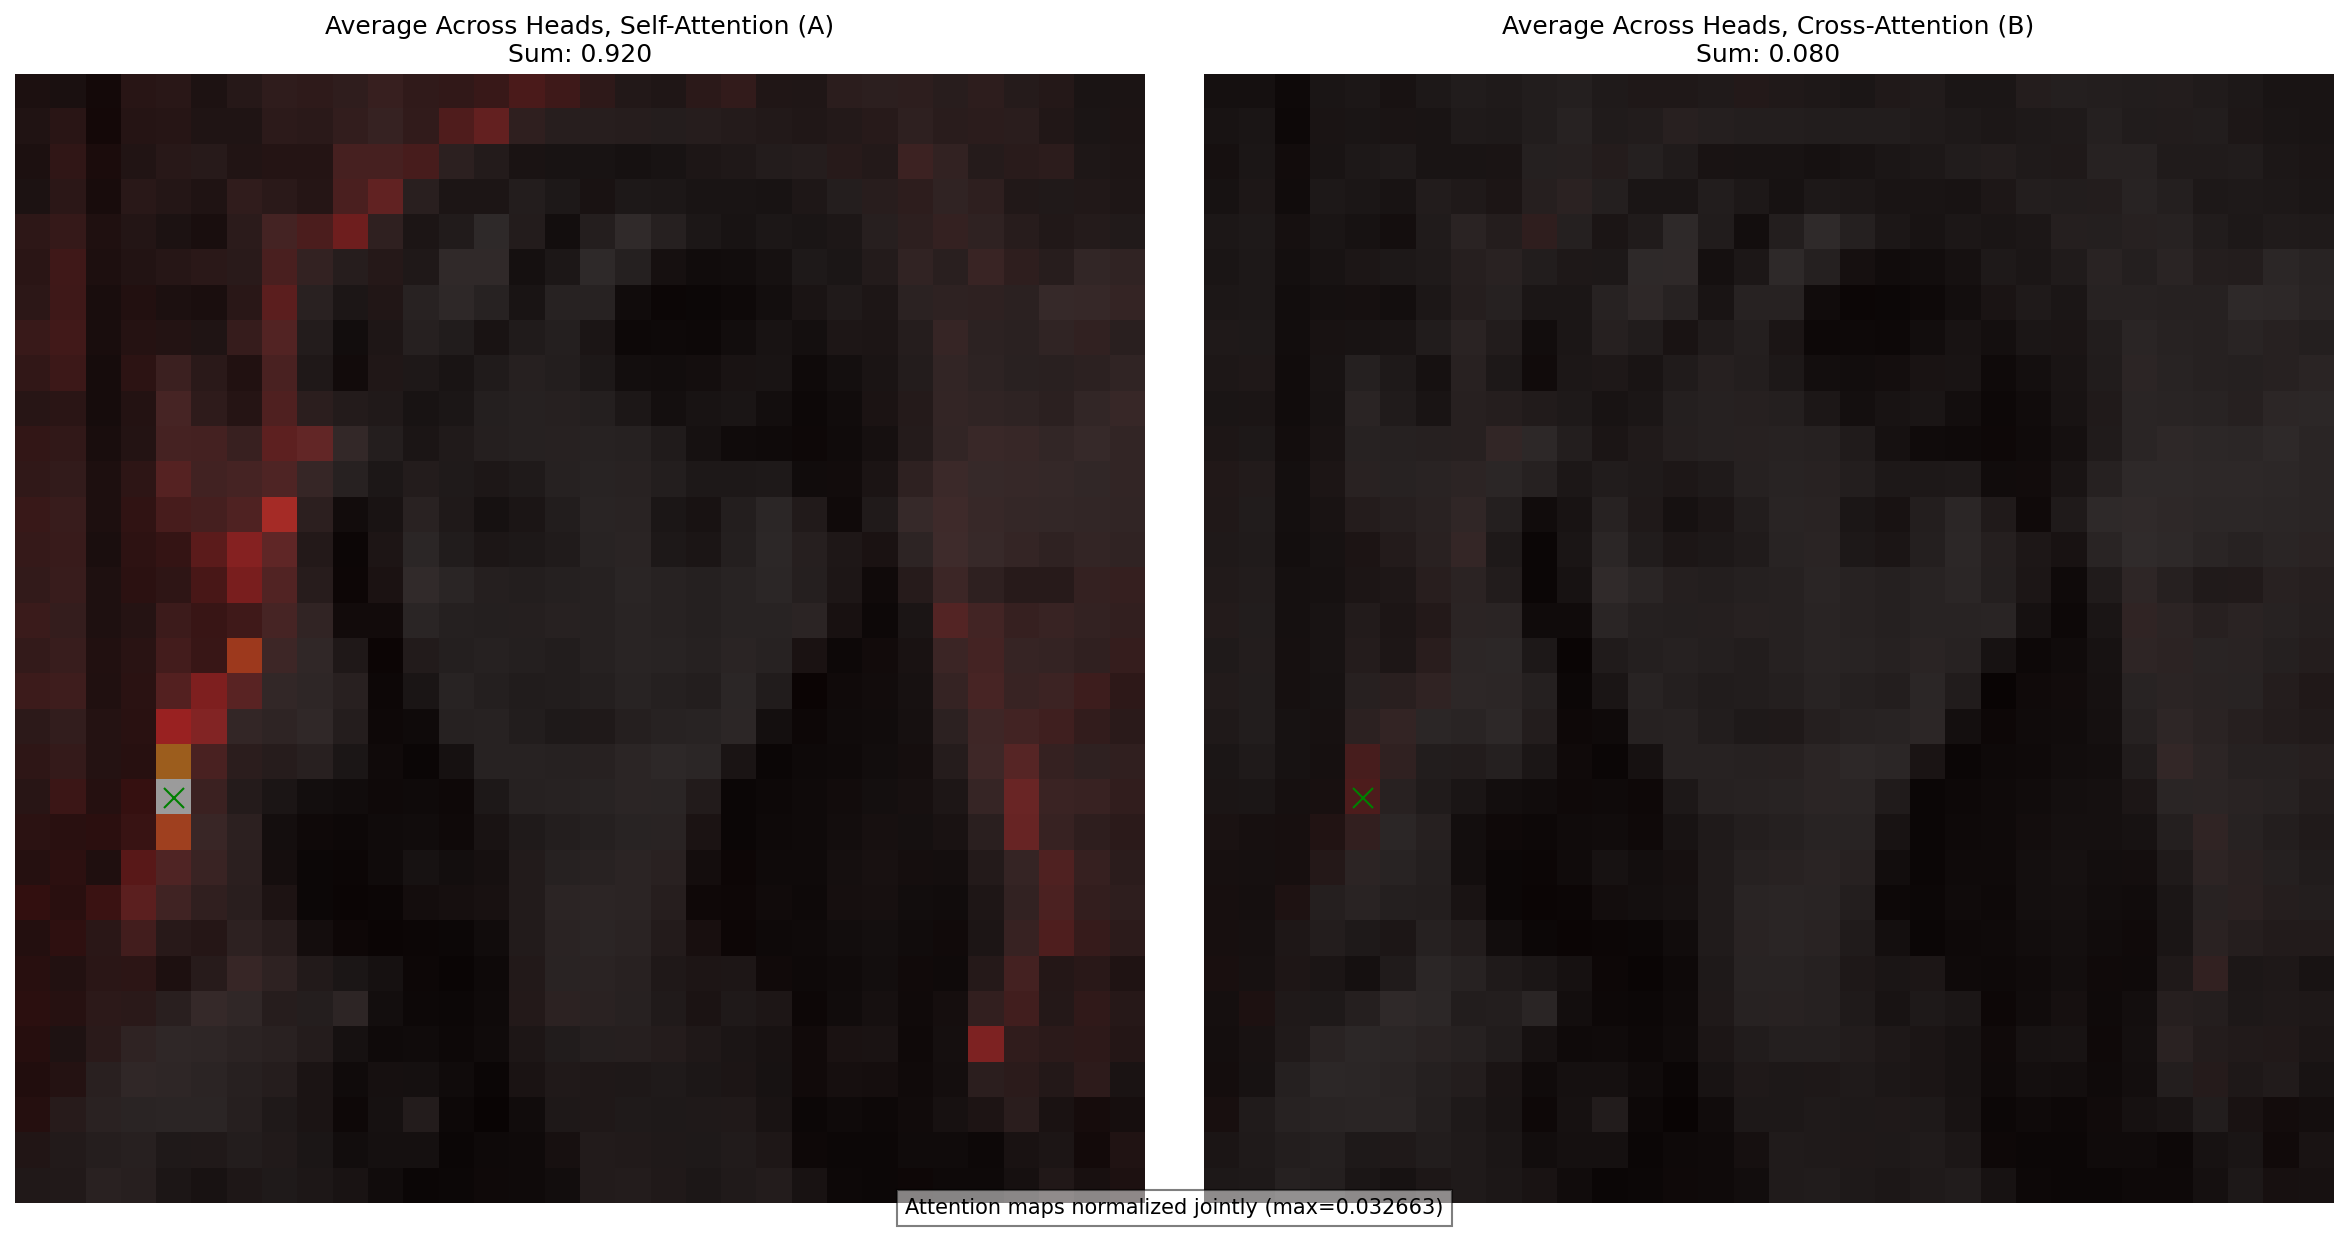 Average Across Heads, Self-Attention (A)
Sum: 0.920
Average Across Heads, Cross-Attention (B)
Sum: 0.080
Attention maps normalized jointly (max=0.032663)